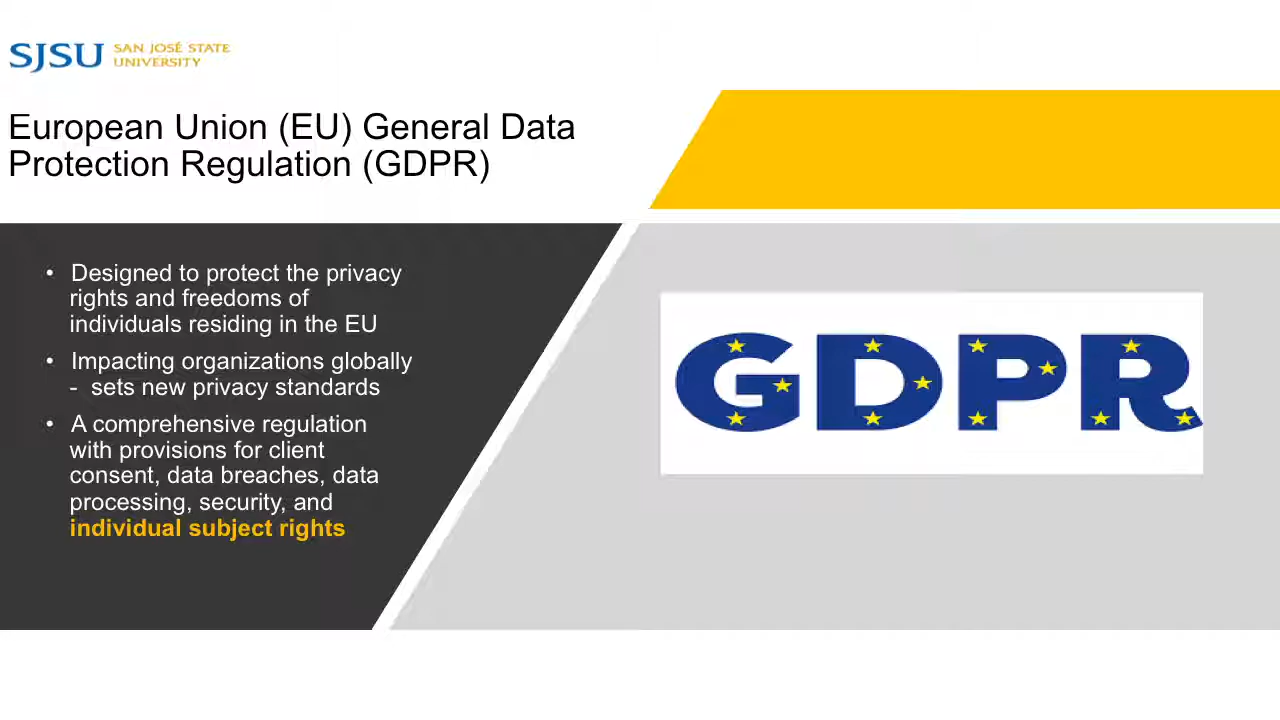 SJSU SAN JOSÉ STATE
UNIVERSITY
European Union (EU) General Data
Protection Regulation (GDPR)
• Designed to protect the privacy
rights and freedoms of
individuals residing in the EU
• Impacting organizations globally
- sets new privacy standards
• A comprehensive regulation
with provisions for client
consent, data breaches, data
processing, security, and
individual subject rights
GDPR